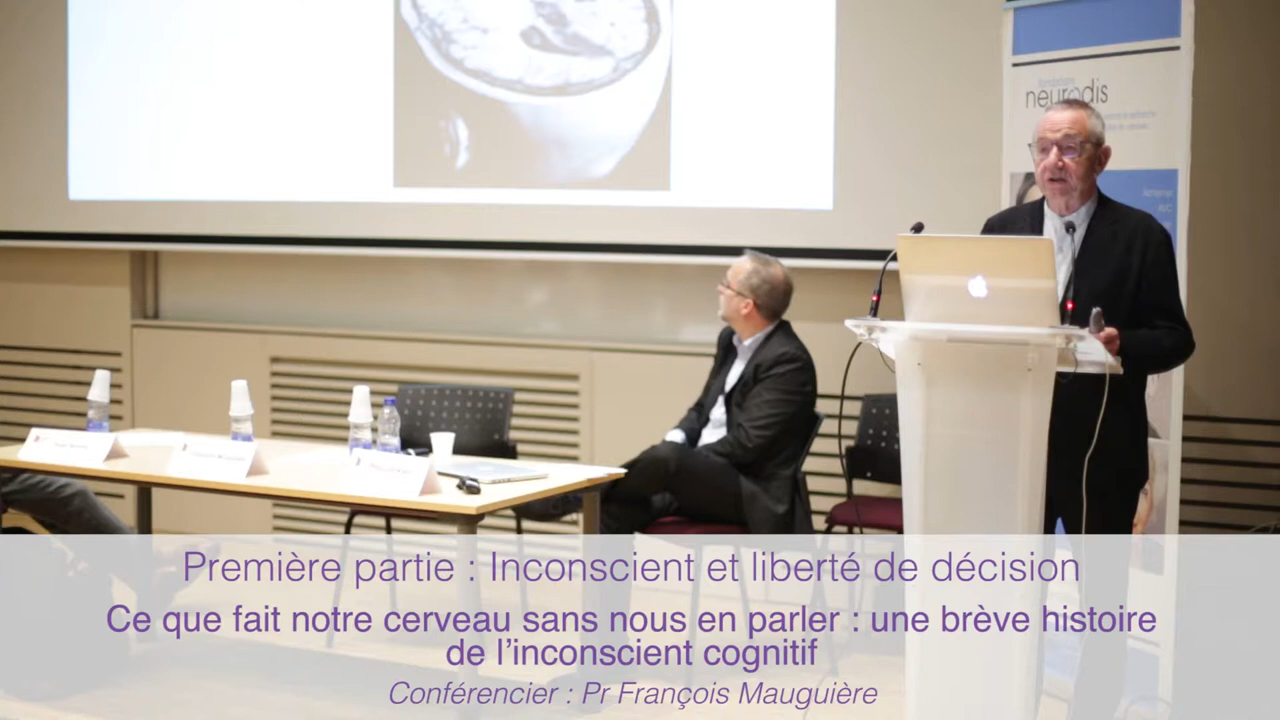 neurodis
Première partie : Inconscient et liberté de décision
Ce que fait notre cerveau sans nous en parler : une brève histoire
de l’inconscient cognitif
Conférencier : Pr François Mauguière